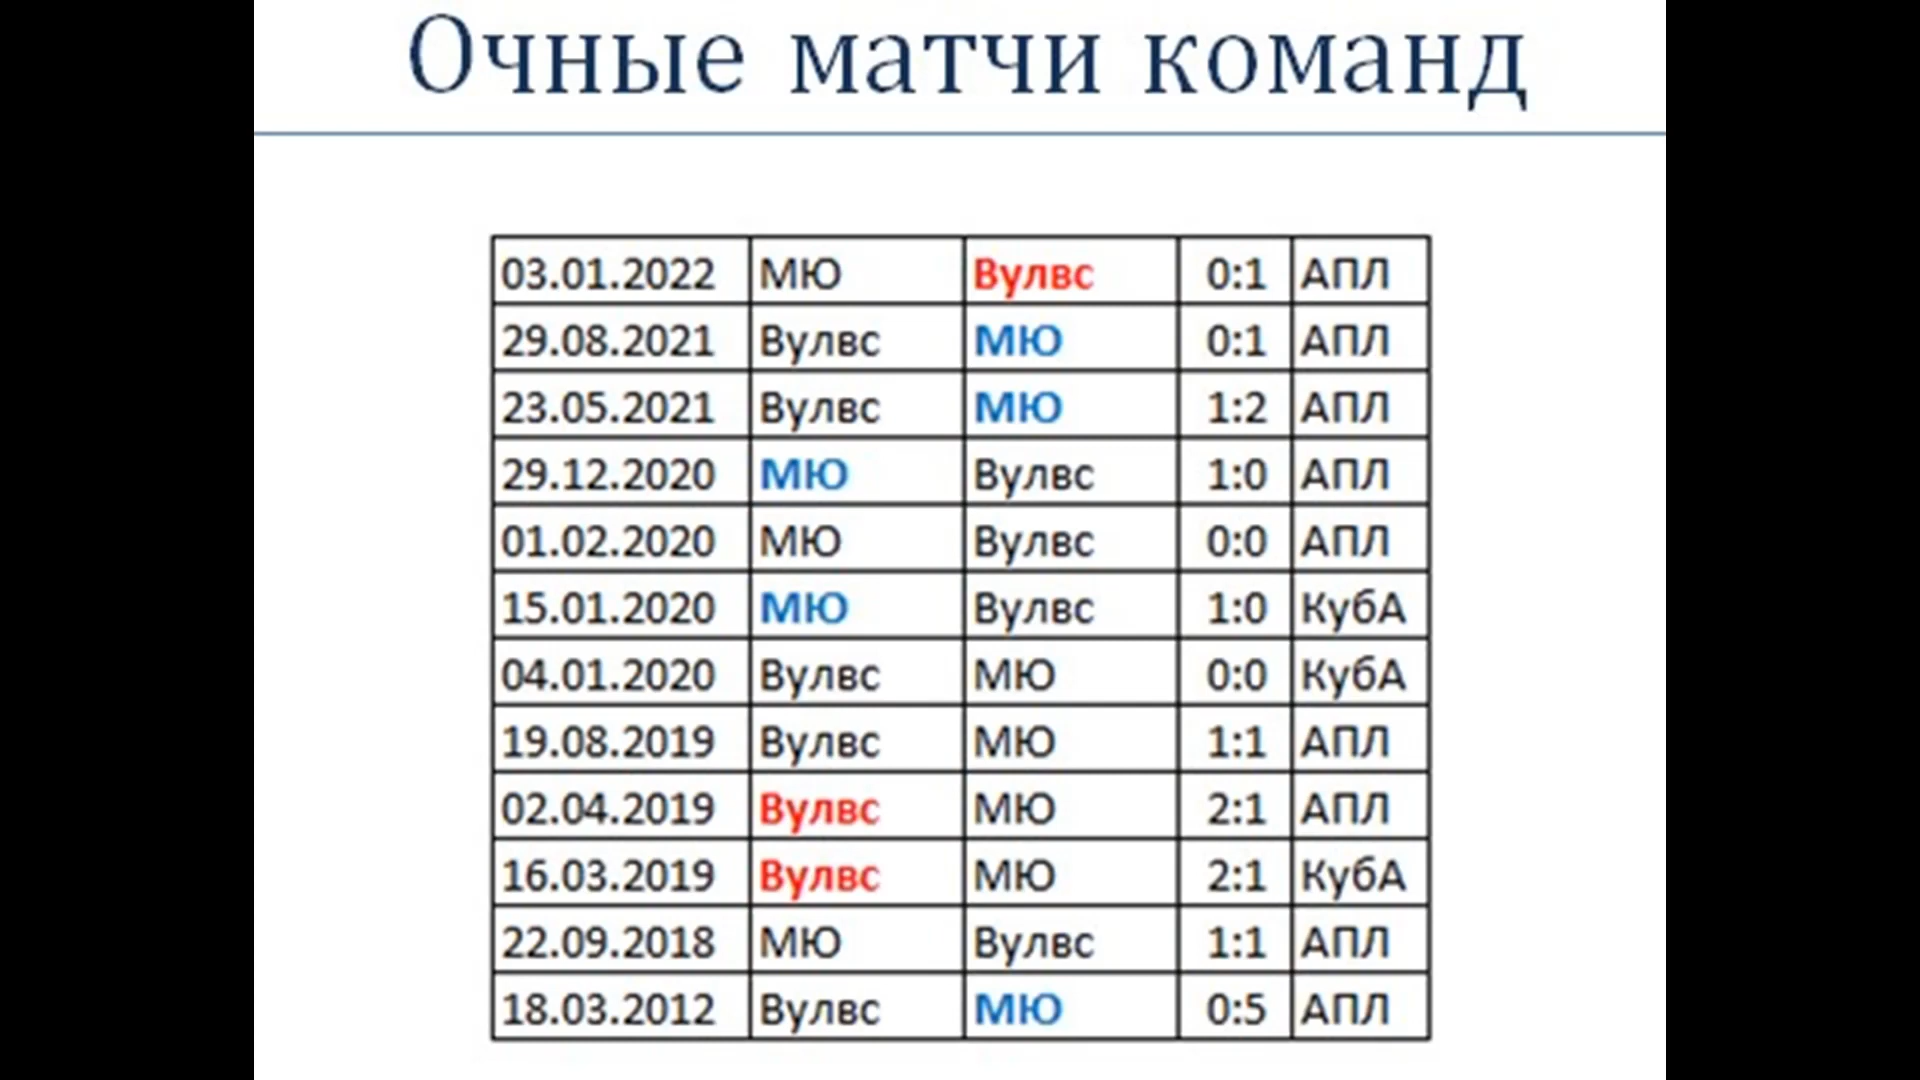 Очные матчи команд
03.01.2022 МЮ Вулвс 0:1 АПЛ
29.08.2021 Вулвс МЮ 0:1 АПЛ
23.05.2021 Вулвс МЮ 1:2 АПЛ
29.12.2020 МЮ Вулвс 1:0 АПЛ
01.02.2020 МЮ Вулвс 0:0 АПЛ
15.01.2020 МЮ Вулвс 1:0 КубА
04.01.2020 Вулвс МЮ 0:0 КубА
19.08.2019 Вулвс МЮ 1:1 АПЛ
02.04.2019 Вулвс МЮ 2:1 АПЛ
16.03.2019 Вулвс МЮ 2:1 КубА
22.09.2018 МЮ Вулвс 1:1 АПЛ
18.03.2012 Вулвс МЮ 0:5 АПЛ